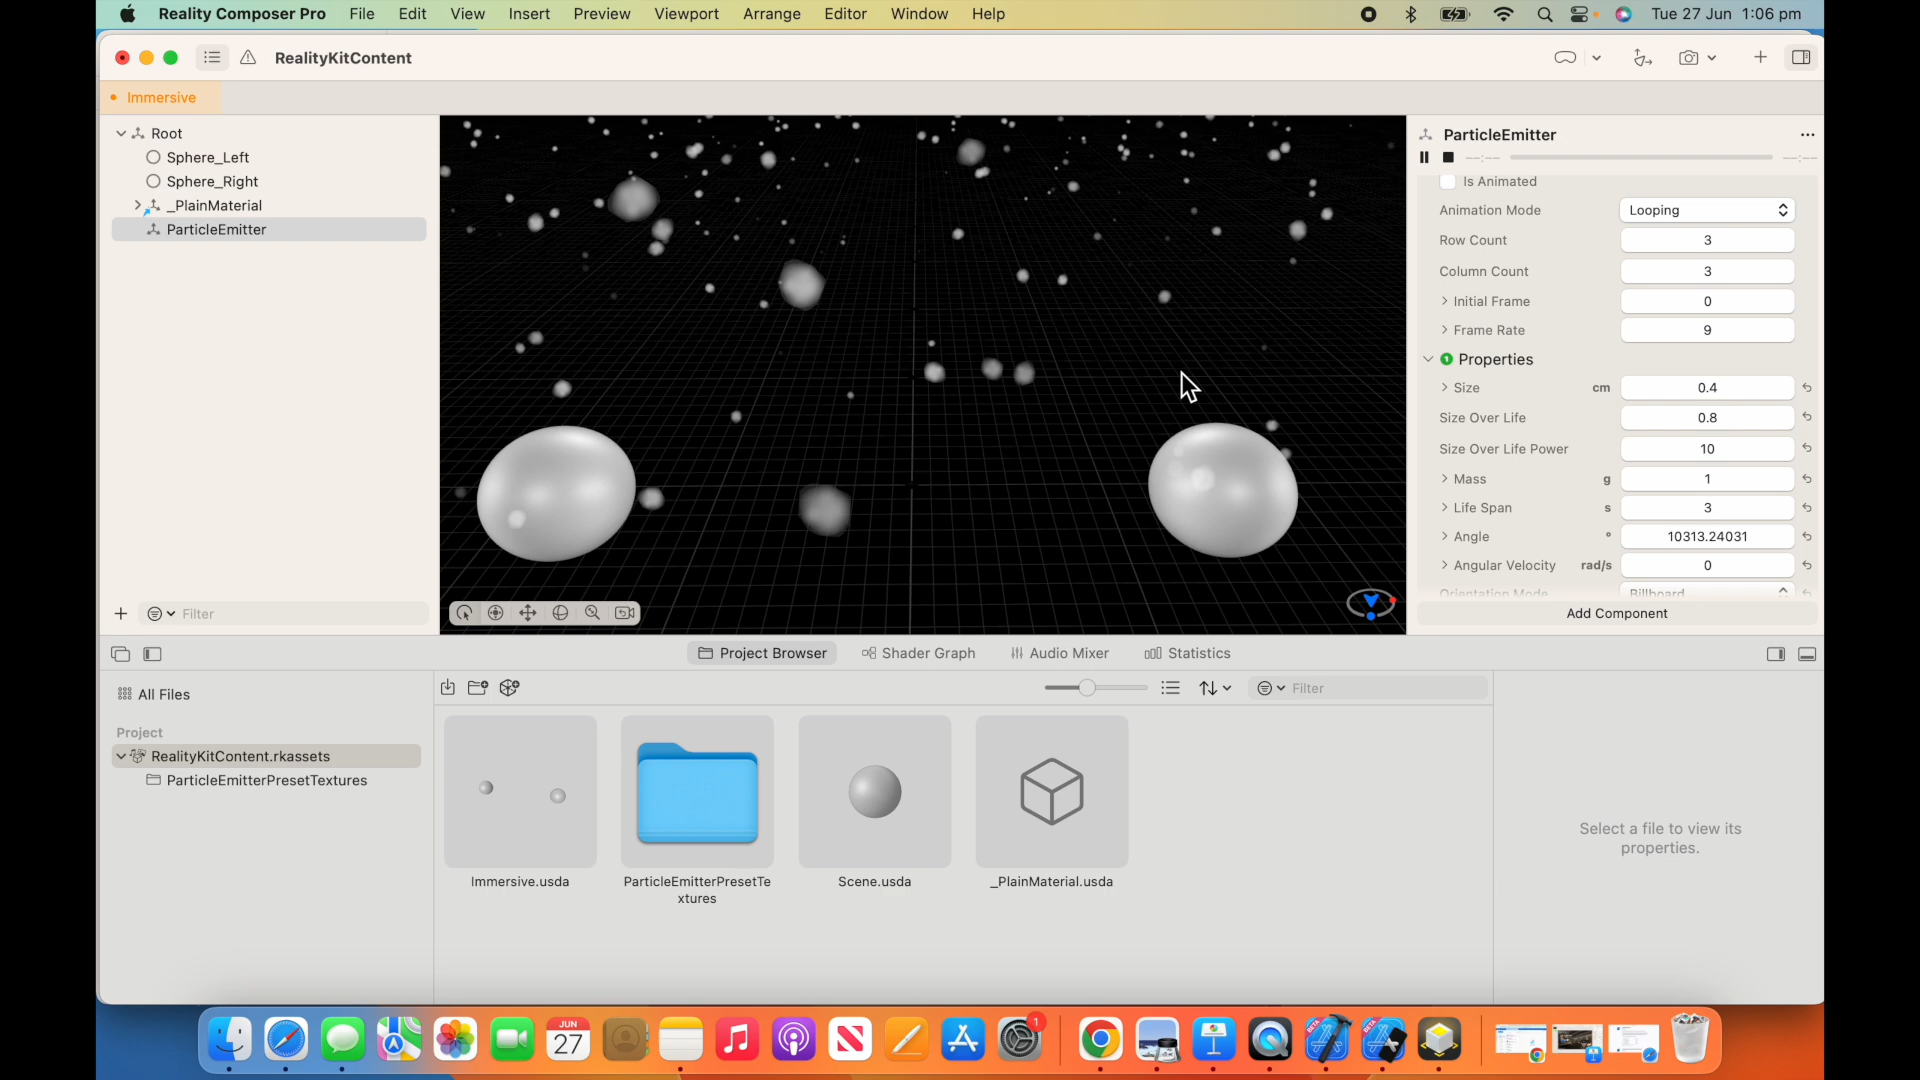 Reality Composer Pro File Edit View Insert Preview Viewport Arrange Editor Window Help Tue 27 Jun 1:06 pm
RealityKitContent
Immersive
Root
Sphere_Left
Sphere_Right
_PlainMaterial
ParticleEmitter
Filter
ParticleEmitter
--:-- --:--
Is Animated
Animation Mode Looping
Row Count 3
Column Count 3
Initial Frame 0
Frame Rate 9
1 Properties
Size cm 0.4
Size Over Life 0.8
Size Over Life Power 10
Mass g 1
Life Span s 3
Angle ° 10313.24031
Angular Velocity rad/s 0
Orientation Mode Billboard
Add Component
Project Browser Shader Graph Audio Mixer Statistics
All Files
Filter
Project
RealityKitContent.rkassets
ParticleEmitterPresetTextures
Immersive.usda
ParticleEmitterPresetTe
xtures
Scene.usda
_PlainMaterial.usda
Select a file to view its
properties.
JUN
27
1